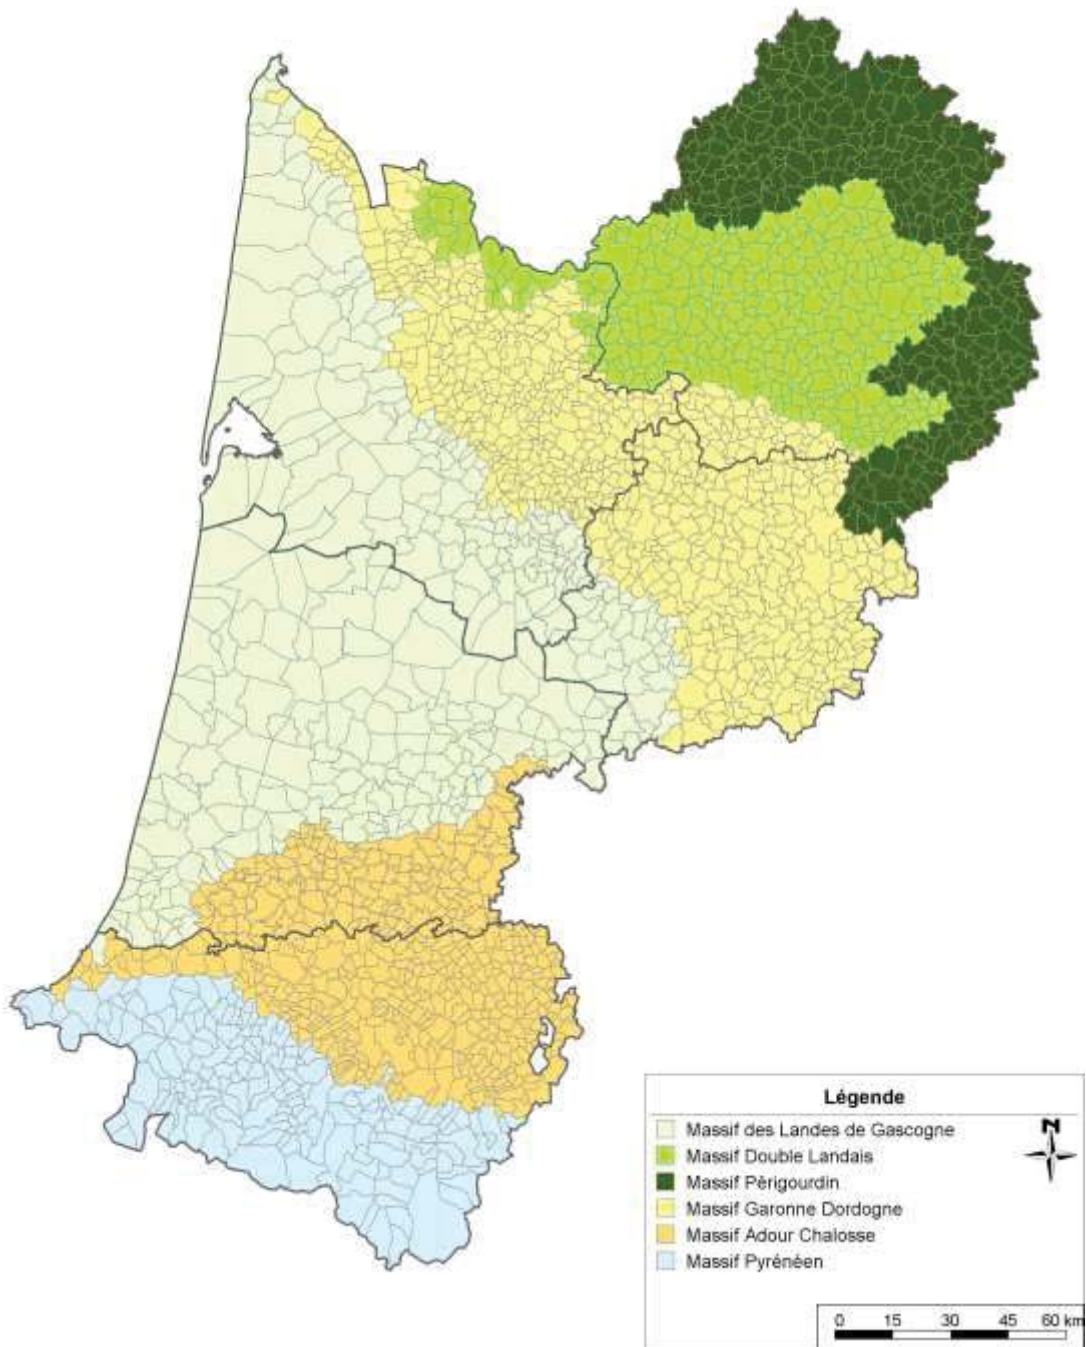 Légende
N
Massif des Landes de Gascogne
Massif Double Landais
Massif Périgourdin
Massif Garonne Dordogne
Massif Adour Chalosse
Massif Pyrénéen
0 15 30 45 60 km